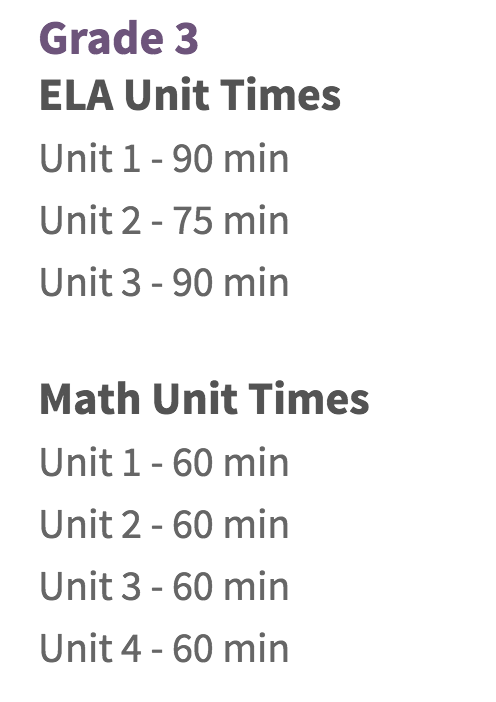 Grade 3
ELA Unit Times
Unit 1 - 90 min
Unit 2 - 75 min
Unit 3 - 90 min
Math Unit Times
Unit 1 - 60 min
Unit 2 - 60 min
Unit 3 - 60 min
Unit 4 - 60 min